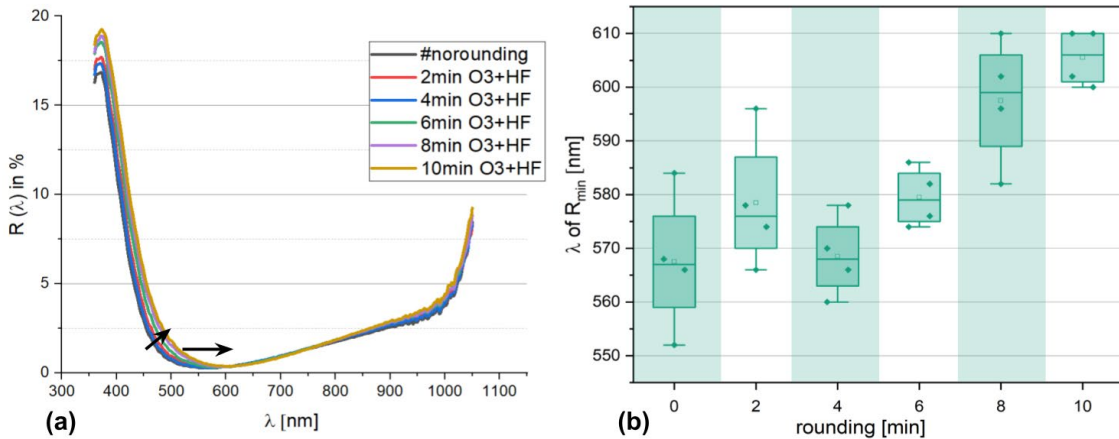 20
15
10
5
0
R (λ) in %
300 400 500 600 700 800 900 1000 1100
λ [nm]
#norounding
2min O3+HF
4min O3+HF
6min O3+HF
8min O3+HF
10min O3+HF
(a)
610
600
590
580
570
560
550
λ of Rmin [nm]
0 2 4 6 8 10
rounding [min]
(b)